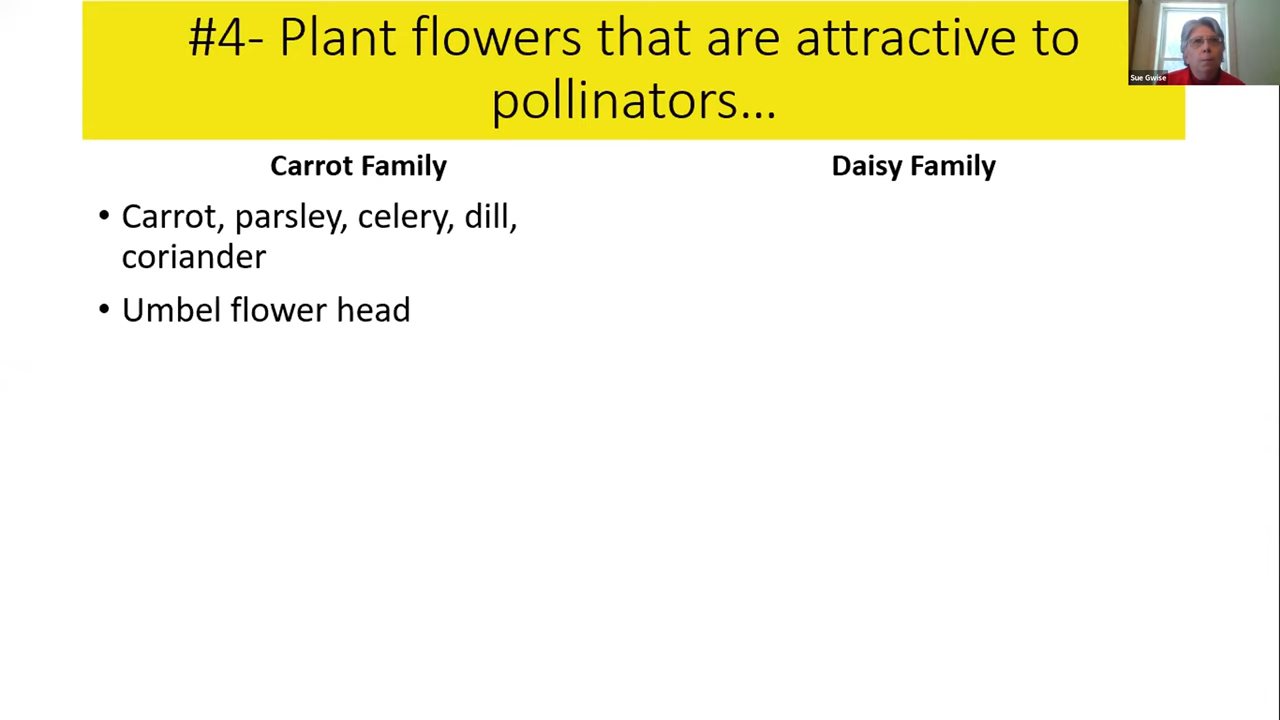 #4- Plant flowers that are attractive to
pollinators...
Sue Gwise
Carrot Family
Daisy Family
• Carrot, parsley, celery, dill,
coriander
• Umbel flower head